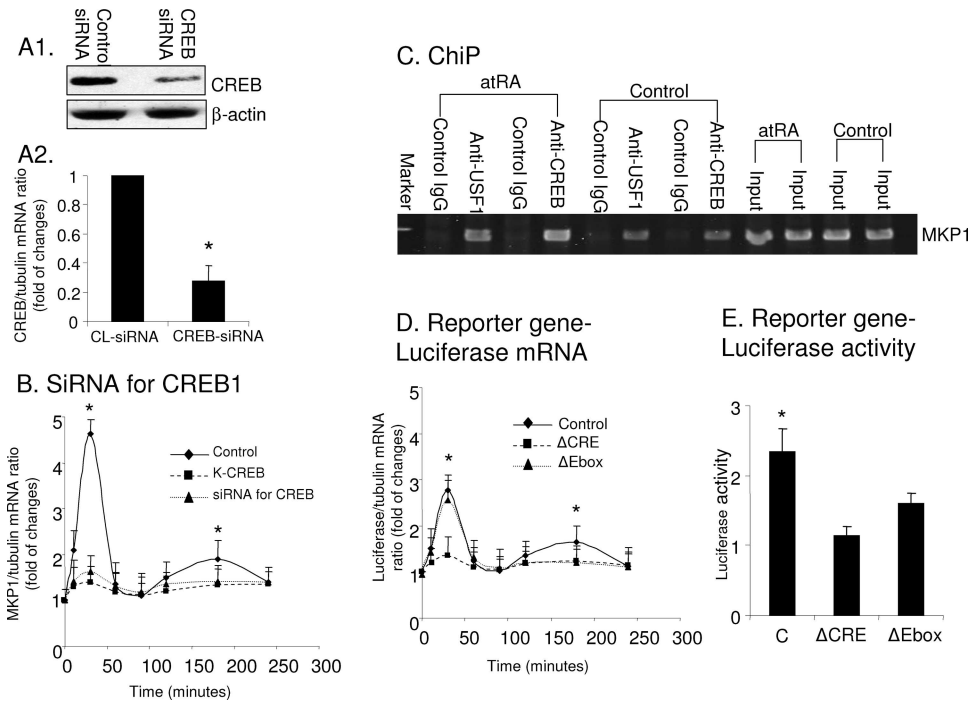 A1.
Control siRNA
CREB siRNA
CREB
β-actin
A2.
CREB/tubulin mRNA ratio
(fold of changes)
1
0.8
0.6
0.4
0.2
0
*
CL-siRNA CREB-siRNA
B. SiRNA for CREB1
MKP1/tubulin mRNA ratio
(fold of changes)
5
4
3
2
1
0
*
*
Control
K-CREB
siRNA for CREB
0 50 100 150 200 250 300
Time (minutes)
C. ChiP
atRA
Control
atRA
Control
Marker
Control IgG
Anti-USF1
Control IgG
Anti-CREB
Control IgG
Anti-USF1
Control IgG
Anti-CREB
Input
Input
Input
Input
MKP1
D. Reporter gene-
Luciferase mRNA
Luciferase/tubulin mRNA
ratio (fold of changes)
5
4
3
2
1
0
*
*
Control
ΔCRE
ΔEbox
0 50 100 150 200 250 300
Time (minutes)
E. Reporter gene-
Luciferase activity
Luciferase activity
3
2
1
0
*
C ΔCRE ΔEbox